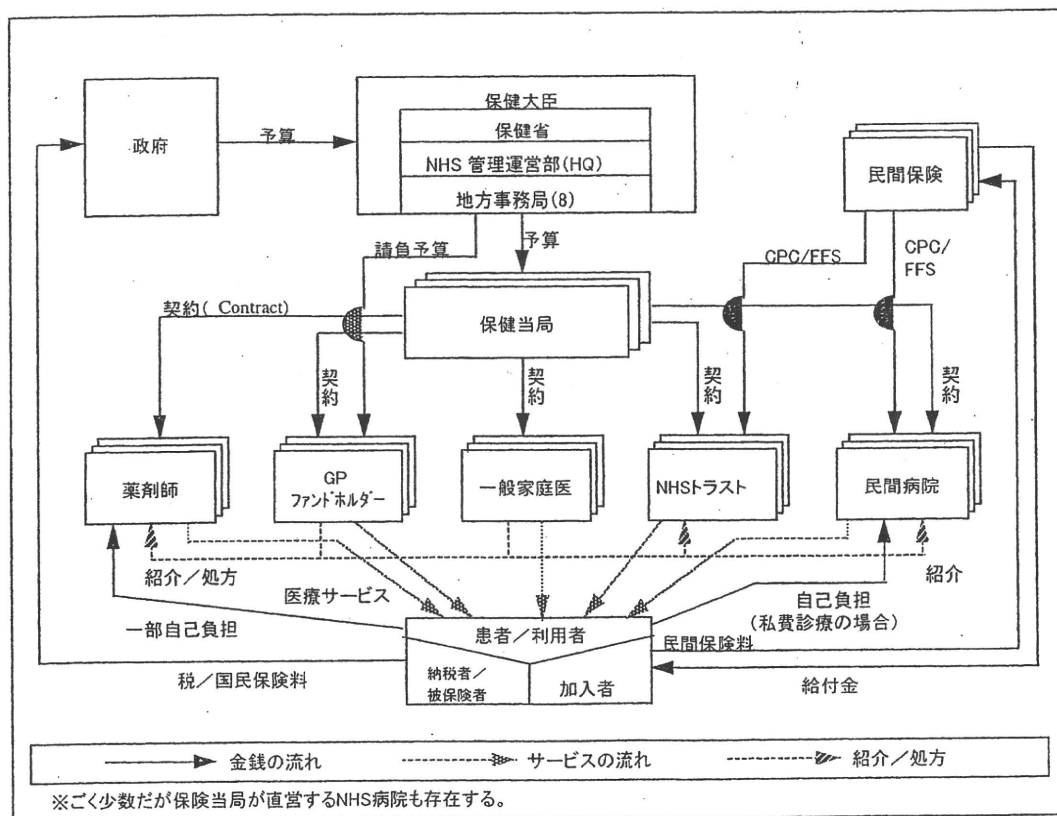 保健大臣
保健省
NHS 管理運営部(HQ)
地方事務局(8)
政府
予算
民間保険
請負予算
予算
CPC/FFS
CPC/
FFS
契約( Contract)
保健当局
契約
契約
契約
契約
薬剤師
GP
ファンドホルダー
一般家庭医
NHSトラスト
民間病院
紹介/処方
医療サービス
紹介
一部自己負担
自己負担
(私費診療の場合)
患者/利用者
民間保険料
税/国民保険料
納税者/
被保険者
加入者
給付金
金銭の流れ
サービスの流れ
紹介/処方
※ごく少数だが保険当局が直営するNHS病院も存在する。